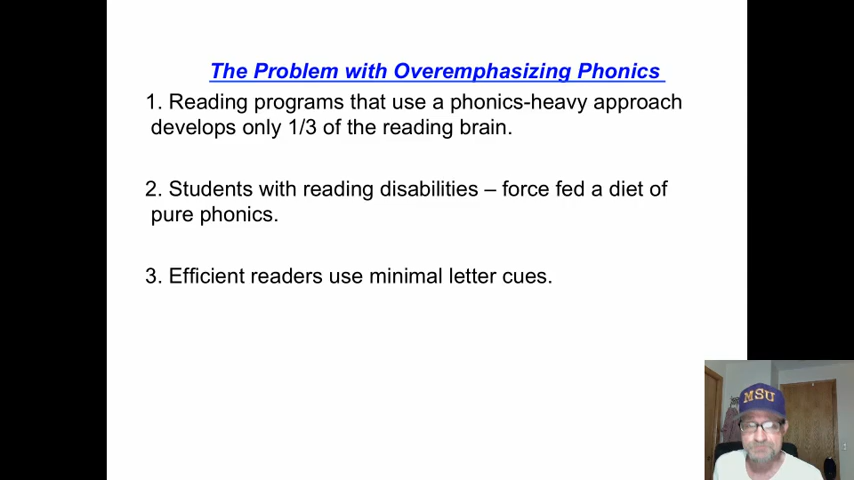 The Problem with Overemphasizing Phonics
1. Reading programs that use a phonics-heavy approach
develops only 1/3 of the reading brain.
2. Students with reading disabilities – force fed a diet of
pure phonics.
3. Efficient readers use minimal letter cues.
MSU